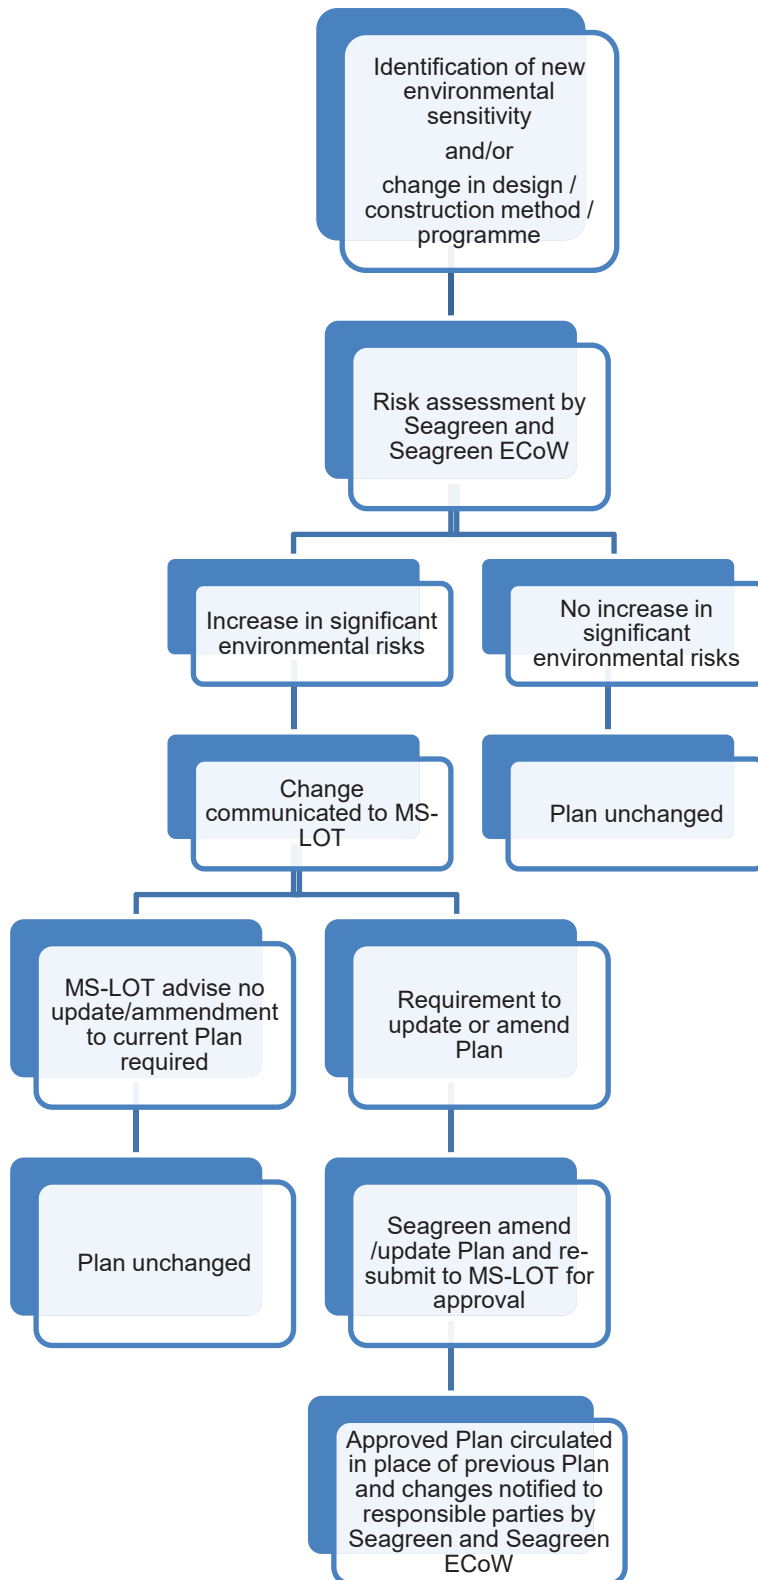 Identification of new
environmental
sensitivity
and/or
change in design /
construction method /
programme
Risk assessment by
Seagreen and
Seagreen ECoW
Increase in significant
environmental risks
No increase in
significant
environmental risks
Change
communicated to MS-
LOT
Plan unchanged
MS-LOT advise no
update/ammendment
to current Plan
required
Requirement to
update or amend
Plan
Plan unchanged
Seagreen amend
/update Plan and re-
submit to MS-LOT for
approval
Approved Plan circulated
in place of previous Plan
and changes notified to
responsible parties by
Seagreen and Seagreen
ECoW